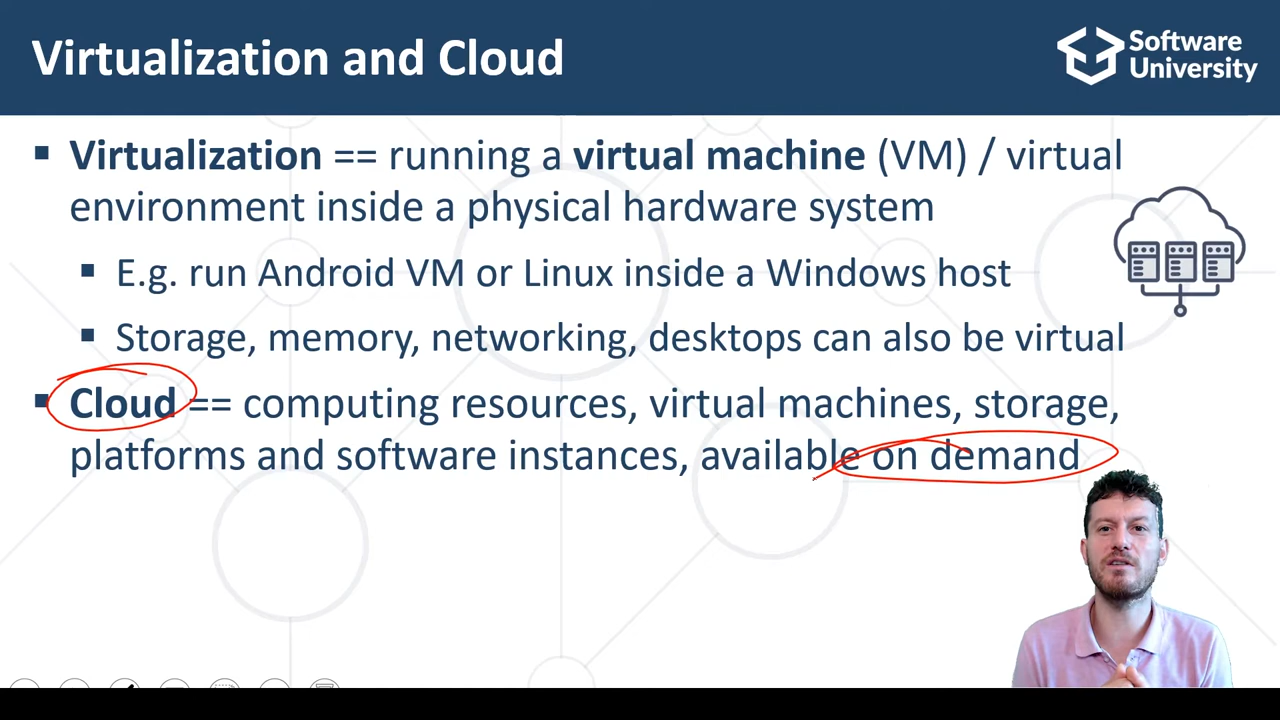 Virtualization and Cloud
Software
University
▪ Virtualization == running a virtual machine (VM) / virtual
environment inside a physical hardware system
▪ E.g. run Android VM or Linux inside a Windows host
▪ Storage, memory, networking, desktops can also be virtual
▪ Cloud == computing resources, virtual machines, storage,
platforms and software instances, available on demand